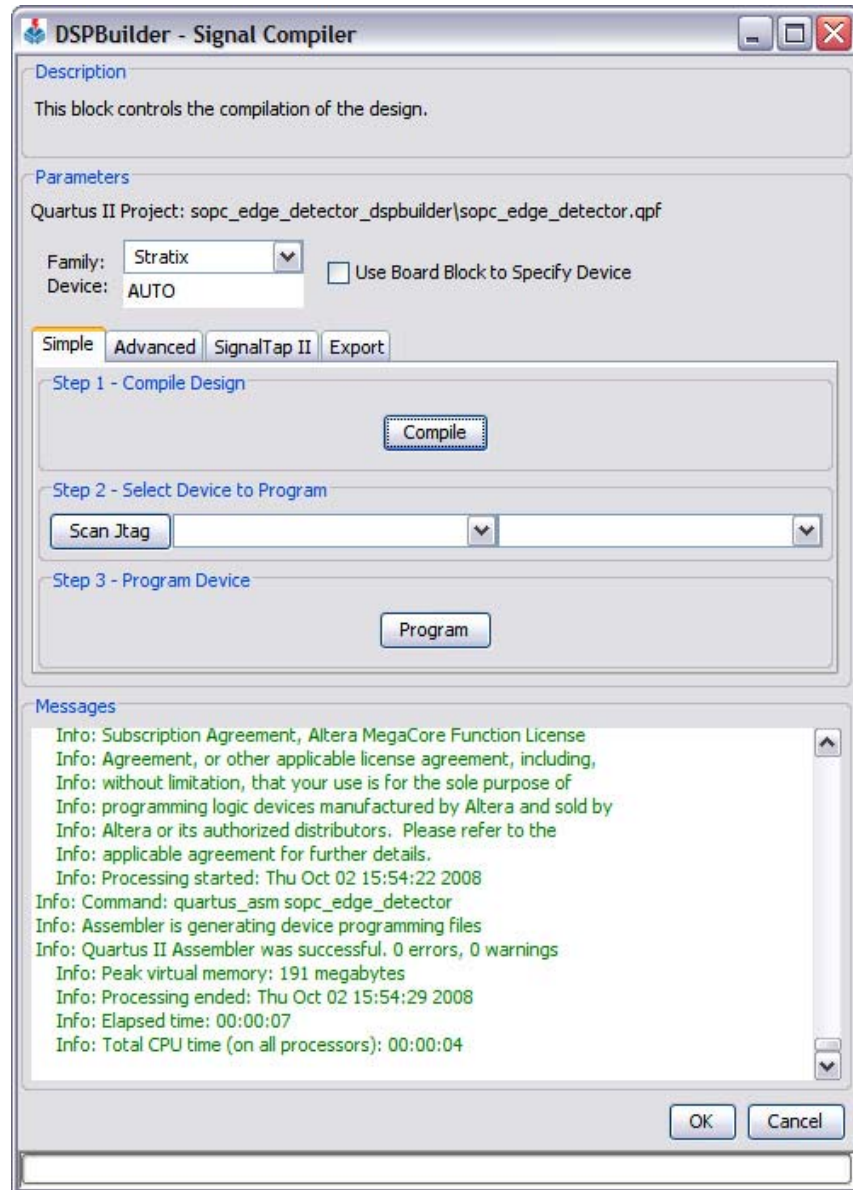 DSPBuilder - Signal Compiler
Description
This block controls the compilation of the design.
Parameters
Quartus II Project: sopc_edge_detector_dspbuilder\sopc_edge_detector.qpf
Family: Stratix
Use Board Block to Specify Device
Device: AUTO
Simple Advanced SignalTap II Export
Step 1 - Compile Design
Compile
Step 2 - Select Device to Program
Scan Jtag
Step 3 - Program Device
Program
Messages
Info: Subscription Agreement, Altera MegaCore Function License
Info: Agreement, or other applicable license agreement, including,
Info: without limitation, that your use is for the sole purpose of
Info: programming logic devices manufactured by Altera and sold by
Info: Altera or its authorized distributors.  Please refer to the
Info: applicable agreement for further details.
Info: Processing started: Thu Oct 02 15:54:22 2008
Info: Command: quartus_asm sopc_edge_detector
Info: Assembler is generating device programming files
Info: Quartus II Assembler was successful. 0 errors, 0 warnings
Info: Peak virtual memory: 191 megabytes
Info: Processing ended: Thu Oct 02 15:54:29 2008
Info: Elapsed time: 00:00:07
Info: Total CPU time (on all processors): 00:00:04
OK Cancel